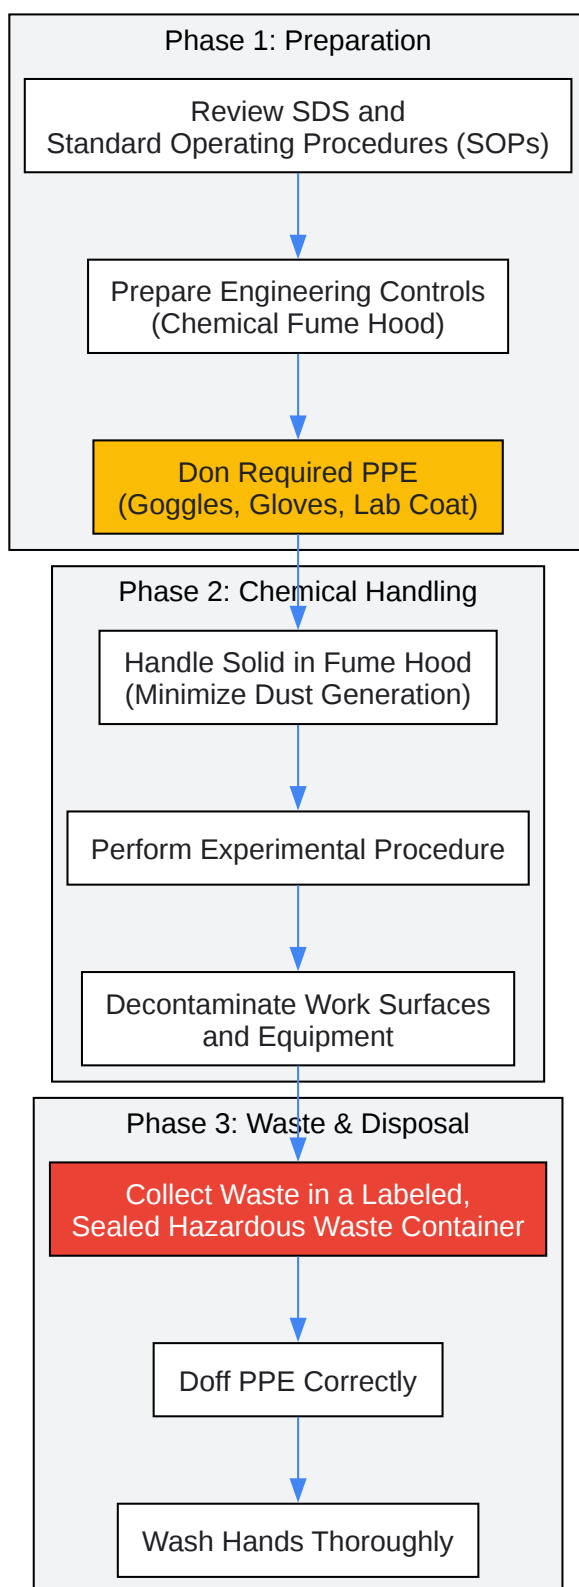 Phase 1: Preparation
Review SDS and
Standard Operating Procedures (SOPs)
Prepare Engineering Controls
(Chemical Fume Hood)
Don Required PPE
(Goggles, Gloves, Lab Coat)
Phase 2: Chemical Handling
Handle Solid in Fume Hood
(Minimize Dust Generation)
Perform Experimental Procedure
Decontaminate Work Surfaces
and Equipment
Phase 3: Waste & Disposal
Collect Waste in a Labeled,
Sealed Hazardous Waste Container
Doff PPE Correctly
Wash Hands Thoroughly